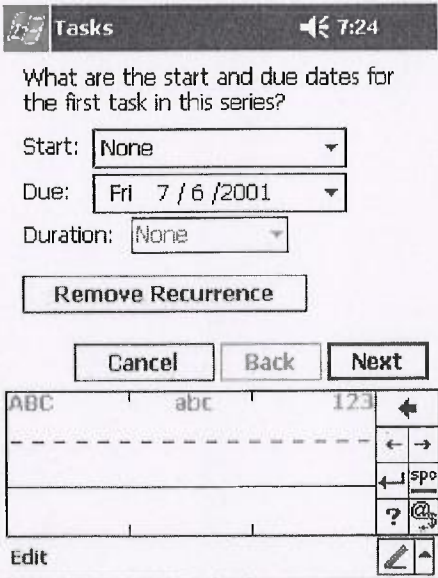 Tasks 7:24
What are the start and due dates for
the first task in this series?
Start: None
Due: Fri 7 / 6 /2001
Duration: None
Remove Recurrence
Cancel Back Next
ABC abc 123
spc
? @
Edit